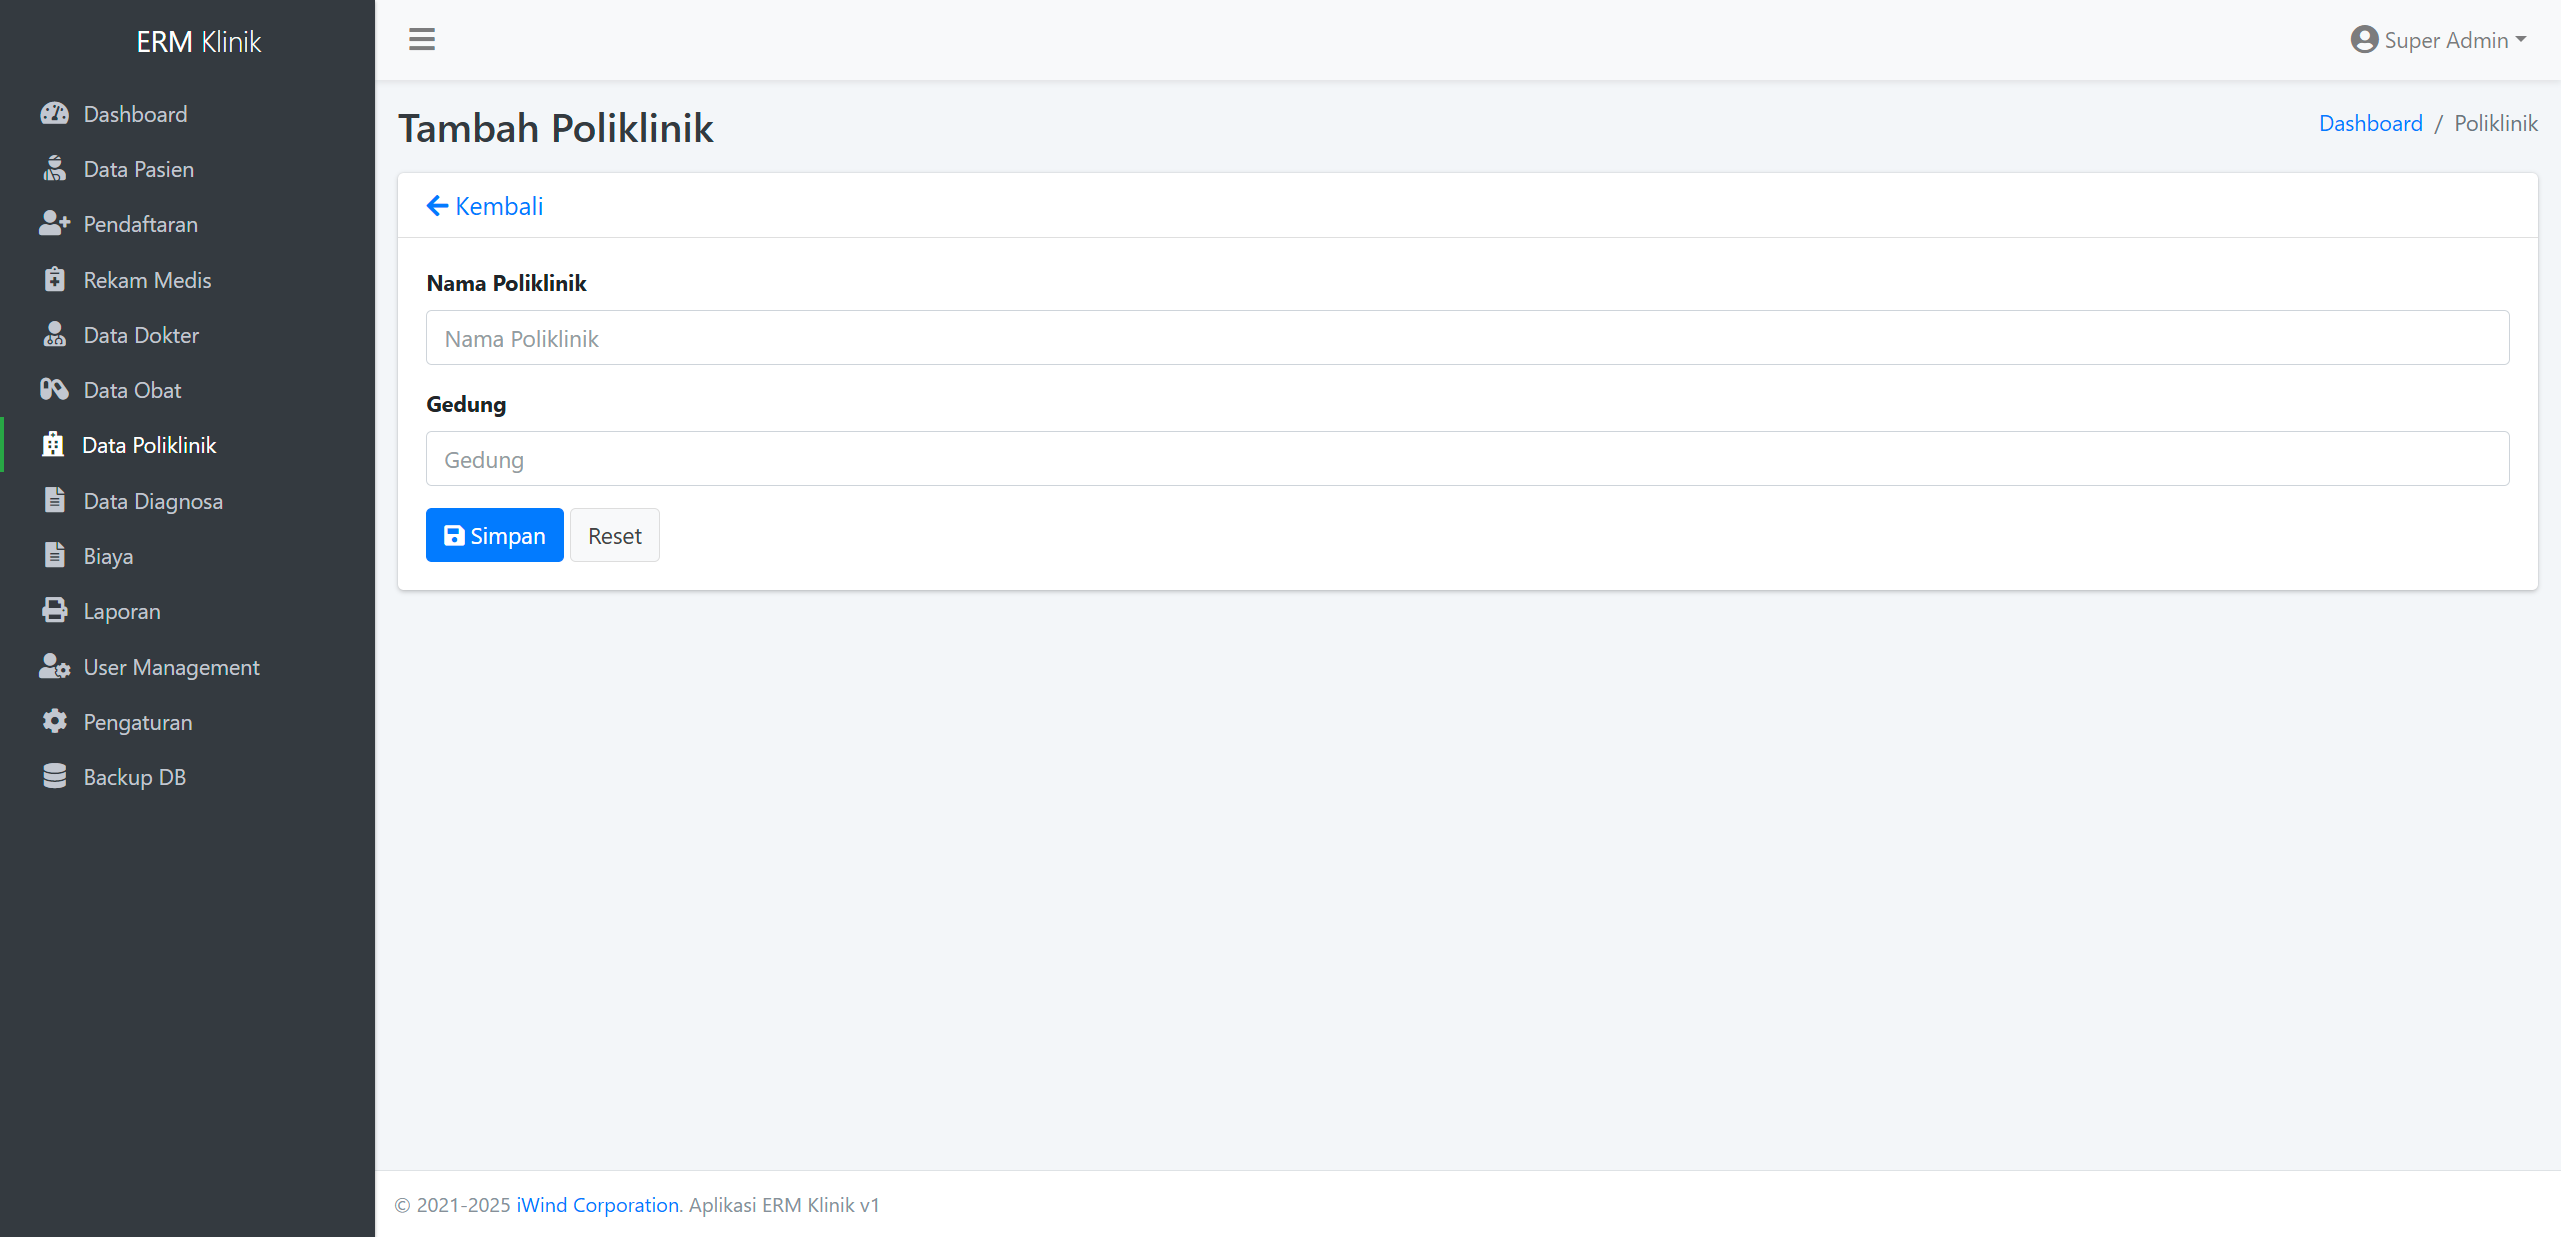 ERM Klinik
Super Admin
Dashboard
Data Pasien
Pendaftaran
Rekam Medis
Data Dokter
Data Obat
Data Poliklinik
Data Diagnosa
Biaya
Laporan
User Management
Pengaturan
Backup DB
Tambah Poliklinik
Dashboard / Poliklinik
Kembali
Nama Poliklinik
Nama Poliklinik
Gedung
Gedung
Simpan Reset
© 2021-2025 iWind Corporation. Aplikasi ERM Klinik v1